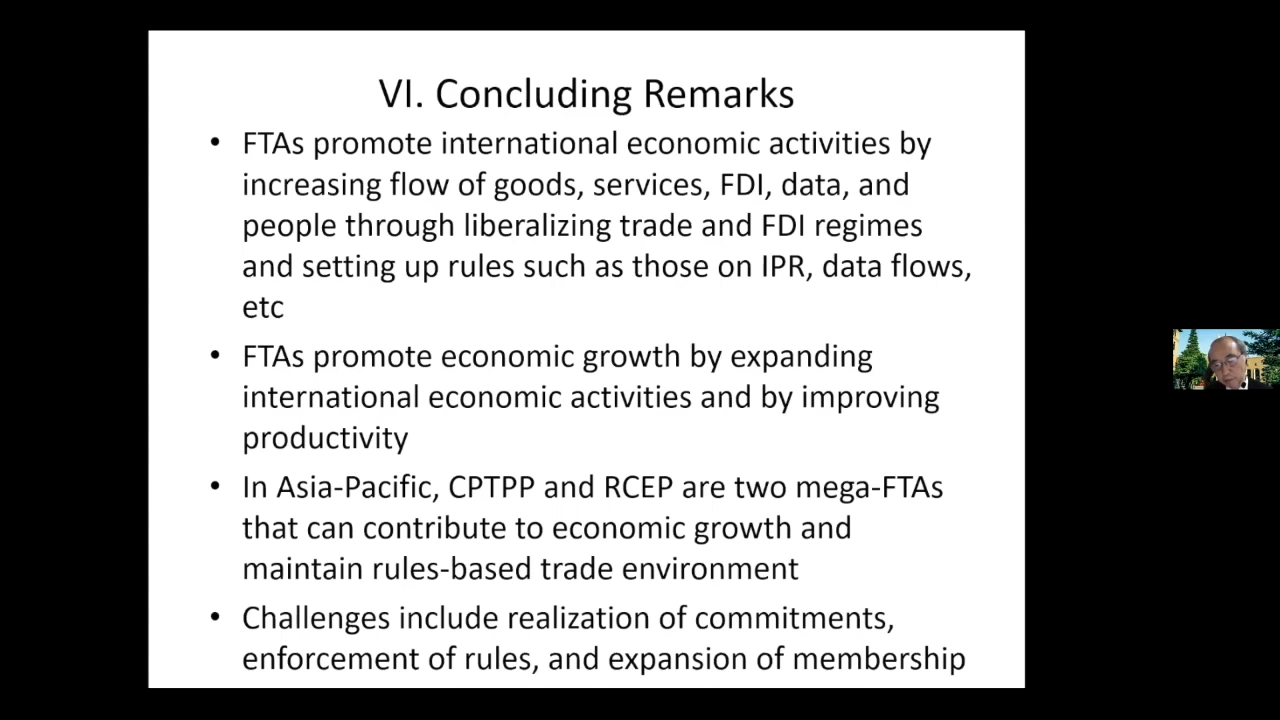 VI. Concluding Remarks
• FTAs promote international economic activities by
increasing flow of goods, services, FDI, data, and
people through liberalizing trade and FDI regimes
and setting up rules such as those on IPR, data flows,
etc
• FTAs promote economic growth by expanding
international economic activities and by improving
productivity
• In Asia-Pacific, CPTPP and RCEP are two mega-FTAs
that can contribute to economic growth and
maintain rules-based trade environment
• Challenges include realization of commitments,
enforcement of rules, and expansion of membership